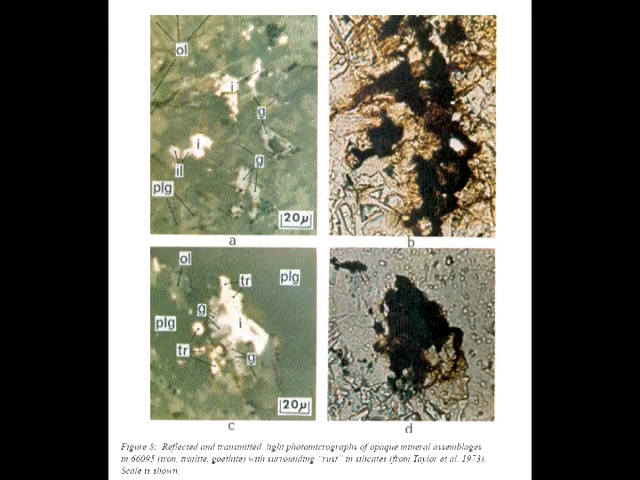 ol
i
g
i
g
il
plg
20μ
a
b
ol
tr
plg
g
plg
i
tr
g
20μ
c
d
Figure 8: Reflected and transmitted light photomicrographs of opaque mineral assemblages
in 66095 (iron, troilite, goethite) with surrounding "rust" in silicates (from Taylor et al. 1973).
Scale is shown.